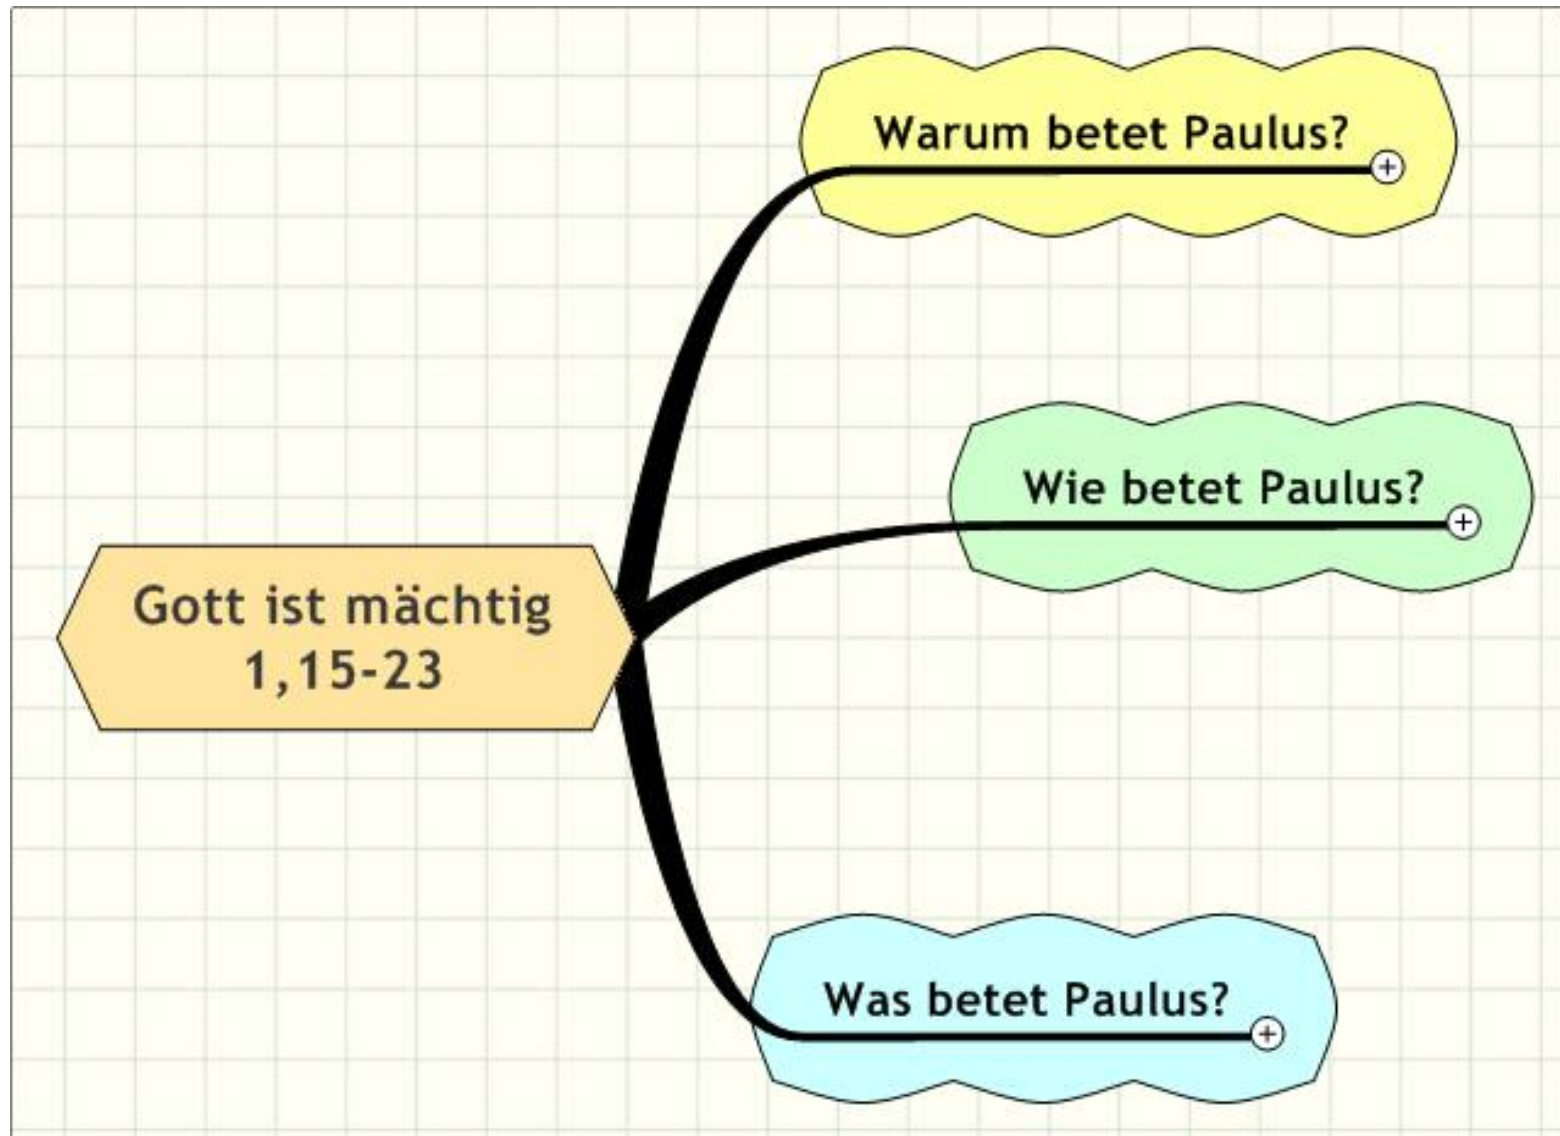 Warum betet Paulus?
Wie betet Paulus?
Gott ist mächtig
1,15-23
Was betet Paulus?